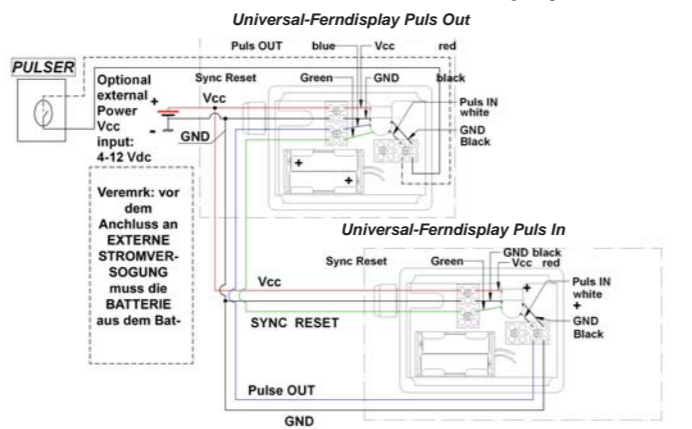 Universal-Ferndisplay Puls Out
Puls OUT blue Vcc red
PULSER
Optional
external
Power
Vcc
input:
4-12 Vdc
+
-
Sync Reset Green GND black
Vcc
GND
Puls IN
white
GND
Black
+
+
Veremrk: vor
dem
Anschluss an
EXTERNE
STROMVER-
SOGUNG
muss die
BATTERIE
aus dem Bat-
Universal-Ferndisplay Puls In
GND black
Sync Reset Green Vcc red
Vcc
+
Puls IN
white
+
GND
Black
SYNC RESET
Pulse OUT
GND